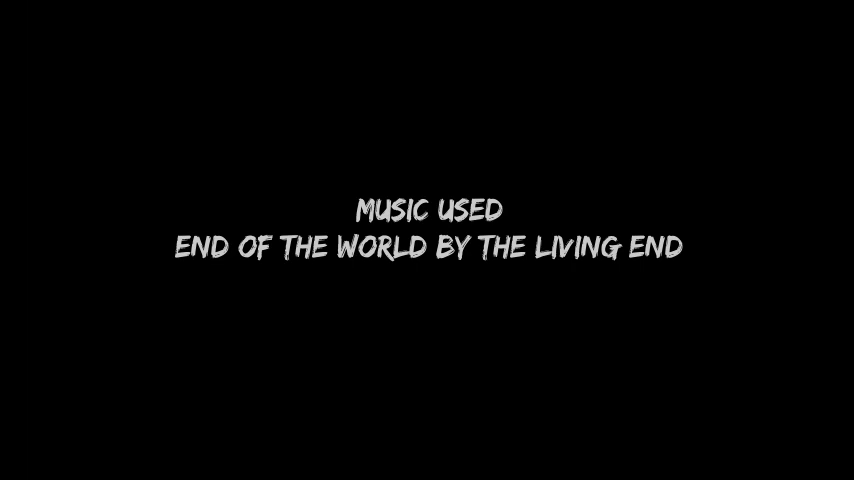 MUSIC USED
END OF THE WORLD BY THE LIVING END